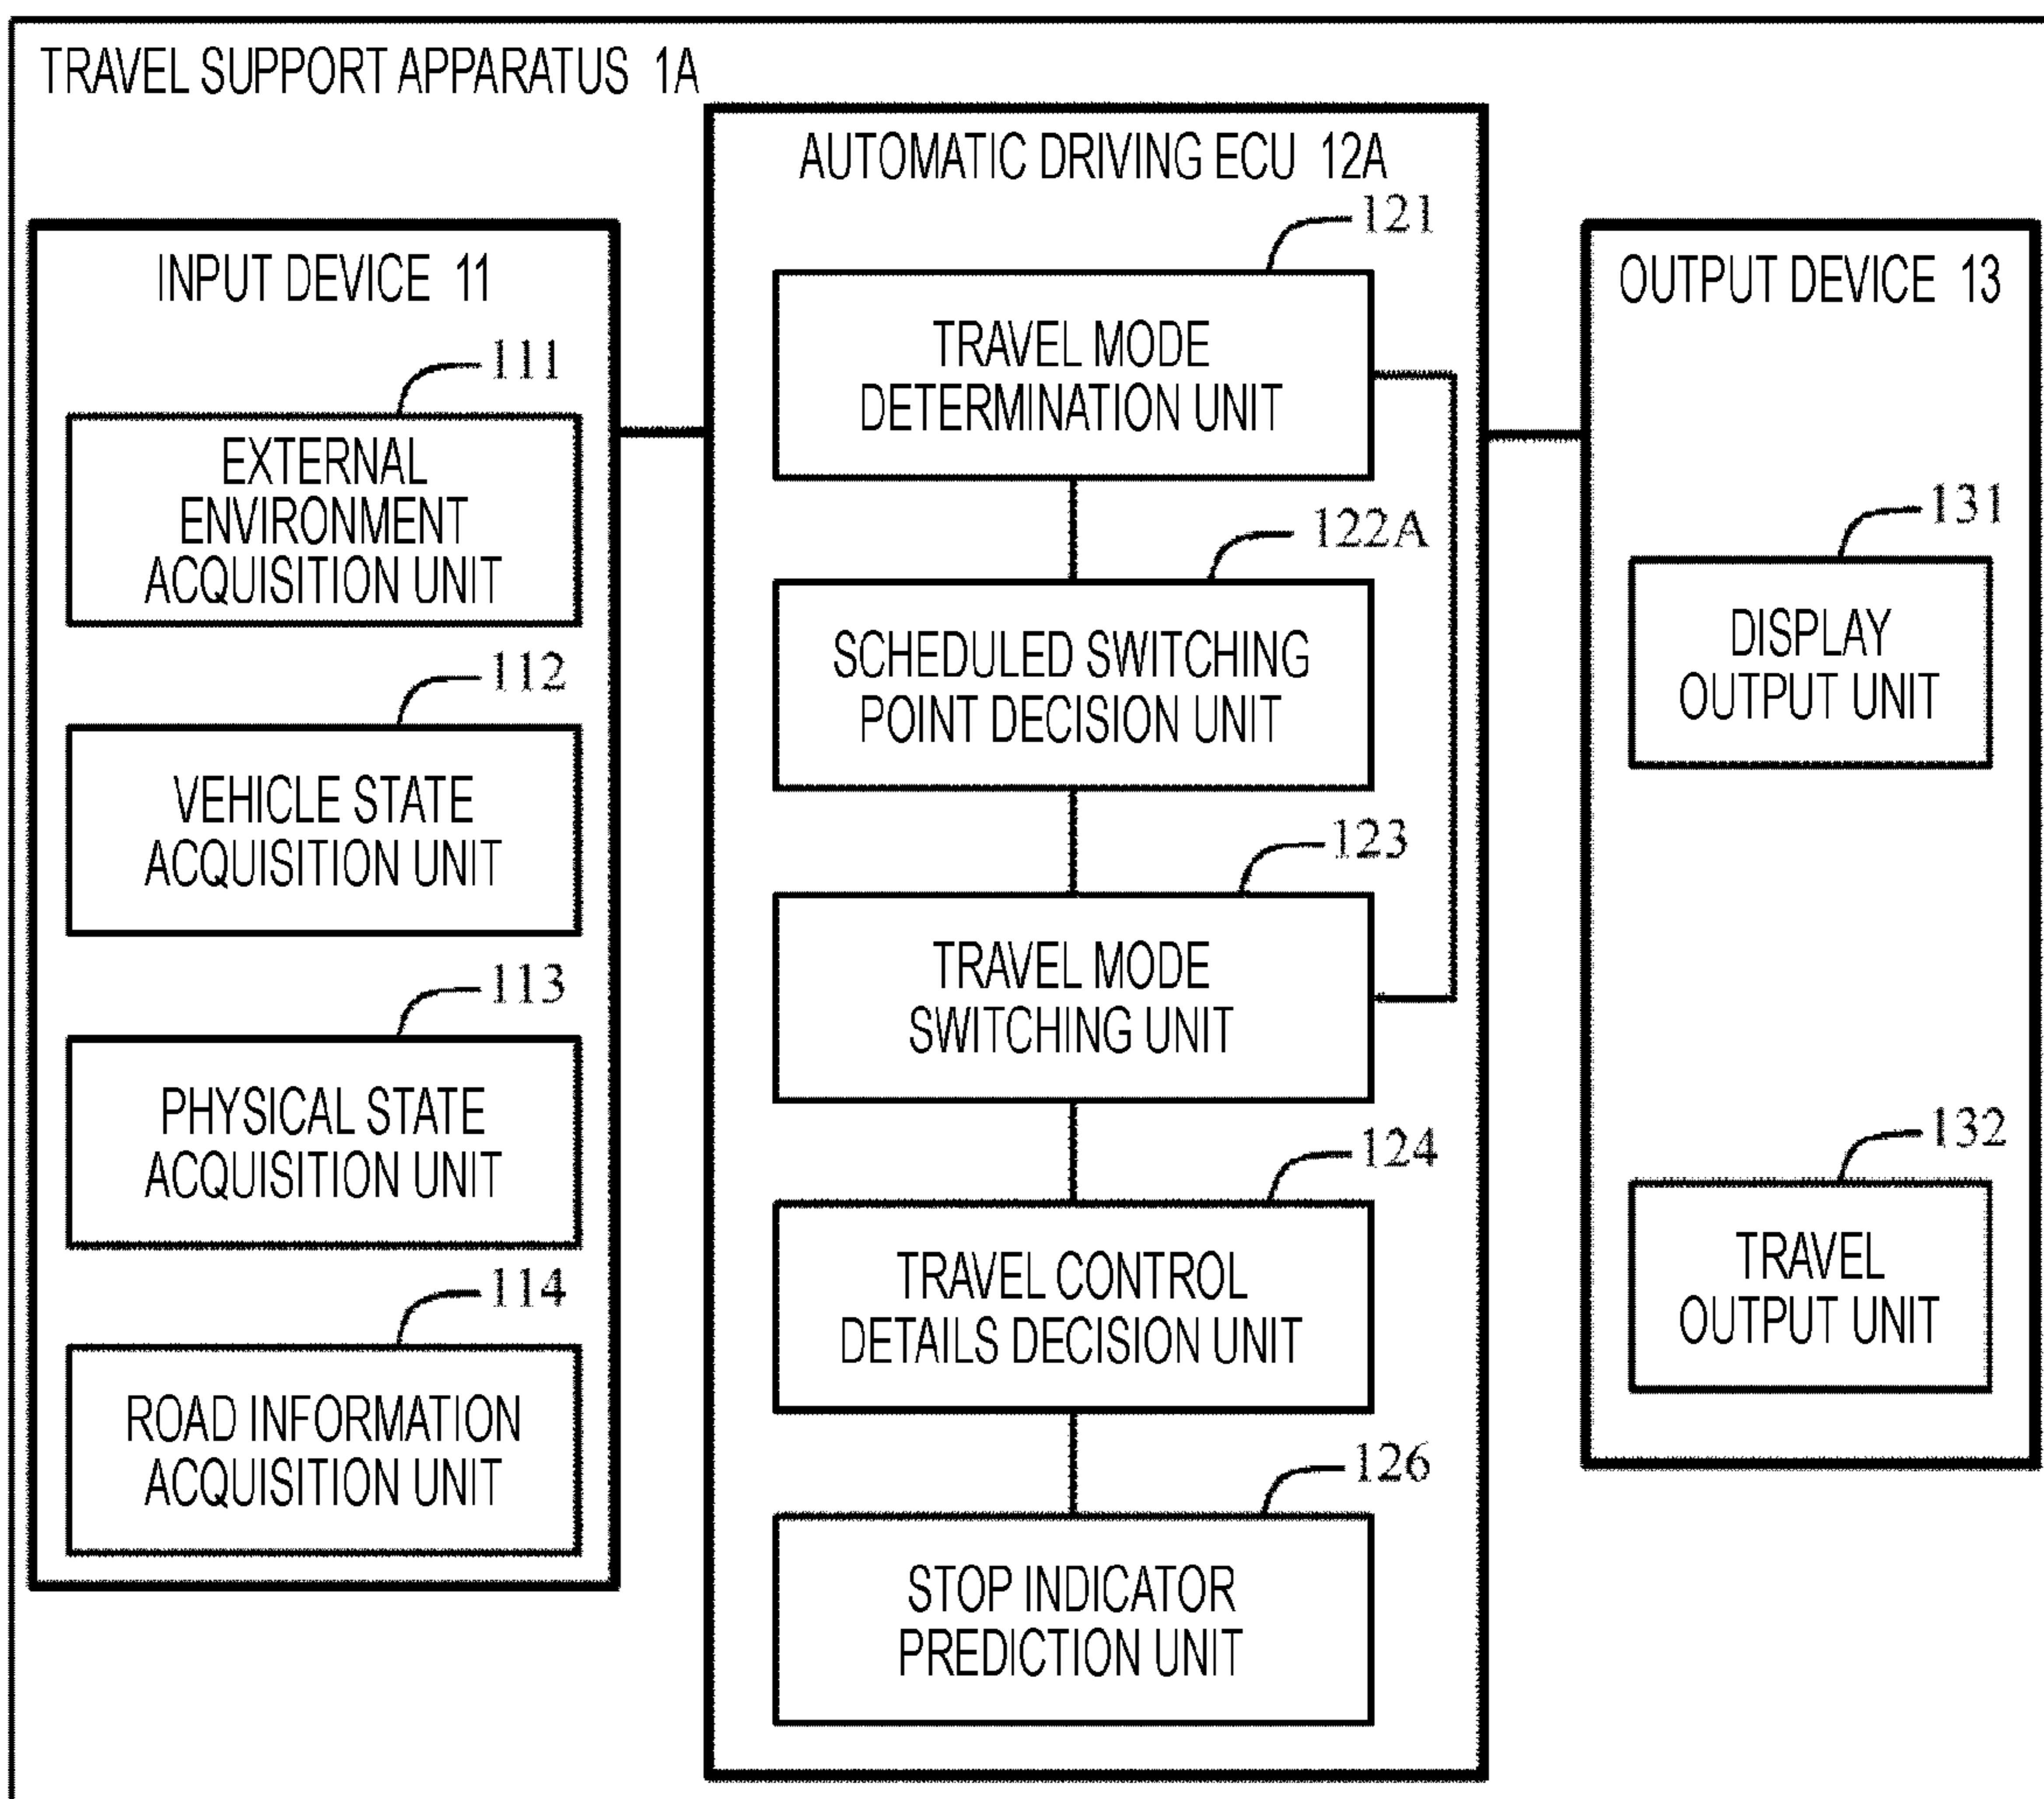 TRAVEL SUPPORT APPARATUS 1A
INPUT DEVICE 11
111
EXTERNAL
ENVIRONMENT
ACQUISITION UNIT
112
VEHICLE STATE
ACQUISITION UNIT
113
PHYSICAL STATE
ACQUISITION UNIT
114
ROAD INFORMATION
ACQUISITION UNIT
AUTOMATIC DRIVING ECU 12A
121
TRAVEL MODE
DETERMINATION UNIT
122A
SCHEDULED SWITCHING
POINT DECISION UNIT
123
TRAVEL MODE
SWITCHING UNIT
124
TRAVEL CONTROL
DETAILS DECISION UNIT
126
STOP INDICATOR
PREDICTION UNIT
OUTPUT DEVICE 13
131
DISPLAY
OUTPUT UNIT
132
TRAVEL
OUTPUT UNIT